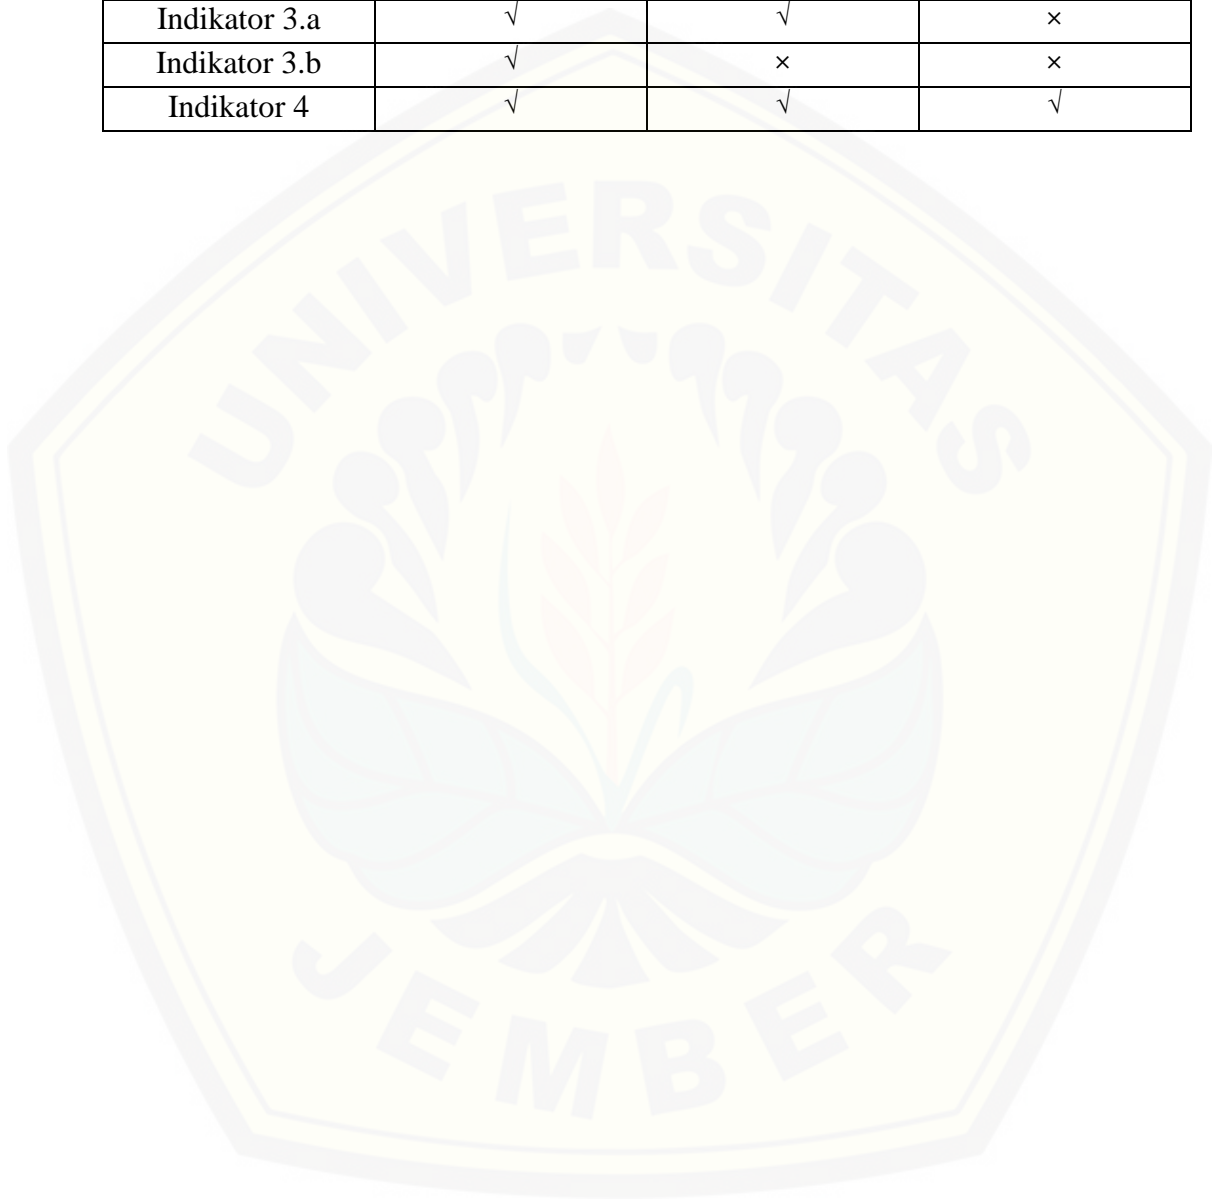 Indikator 3.a √ √ ×
Indikator 3.b √ × ×
Indikator 4 √ √ √
UNIVERSITAS
JEMBER